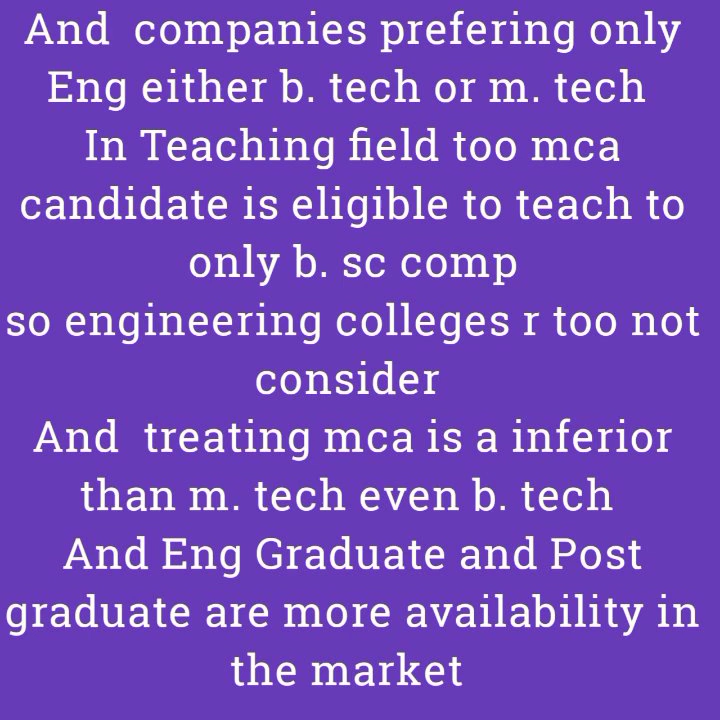 And  companies prefering only
Eng either b. tech or m. tech
In Teaching field too mca
candidate is eligible to teach to
only b. sc comp
so engineering colleges r too not
consider
And  treating mca is a inferior
than m. tech even b. tech
And Eng Graduate and Post
graduate are more availability in
the market